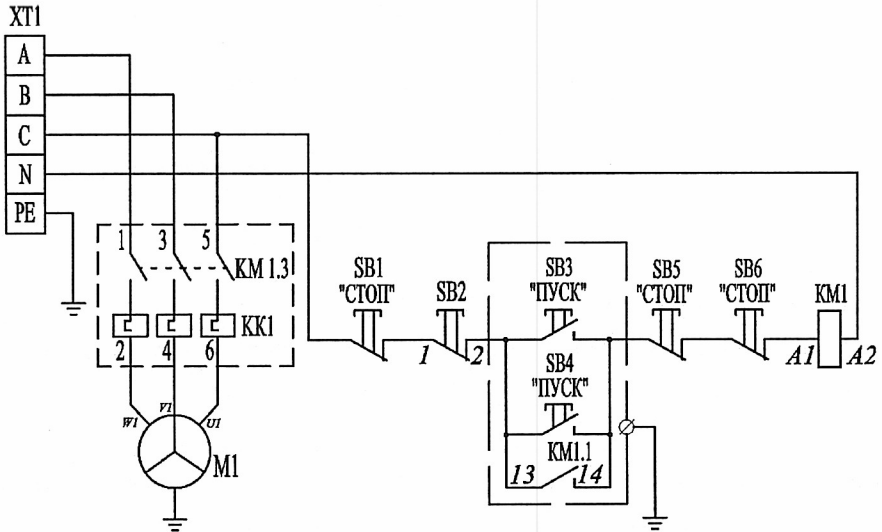 XT1
A
B
C
N
PE
1 3 5
KM 1.3
KK1
2 4 6
W1 V1 U1
M1
SB1
"СТОП"
SB2
1 2
SB3
"ПУСК"
SB4
"ПУСК"
KM1.1
13 14
SB5
"СТОП"
SB6
"СТОП"
KM1
A1 A2